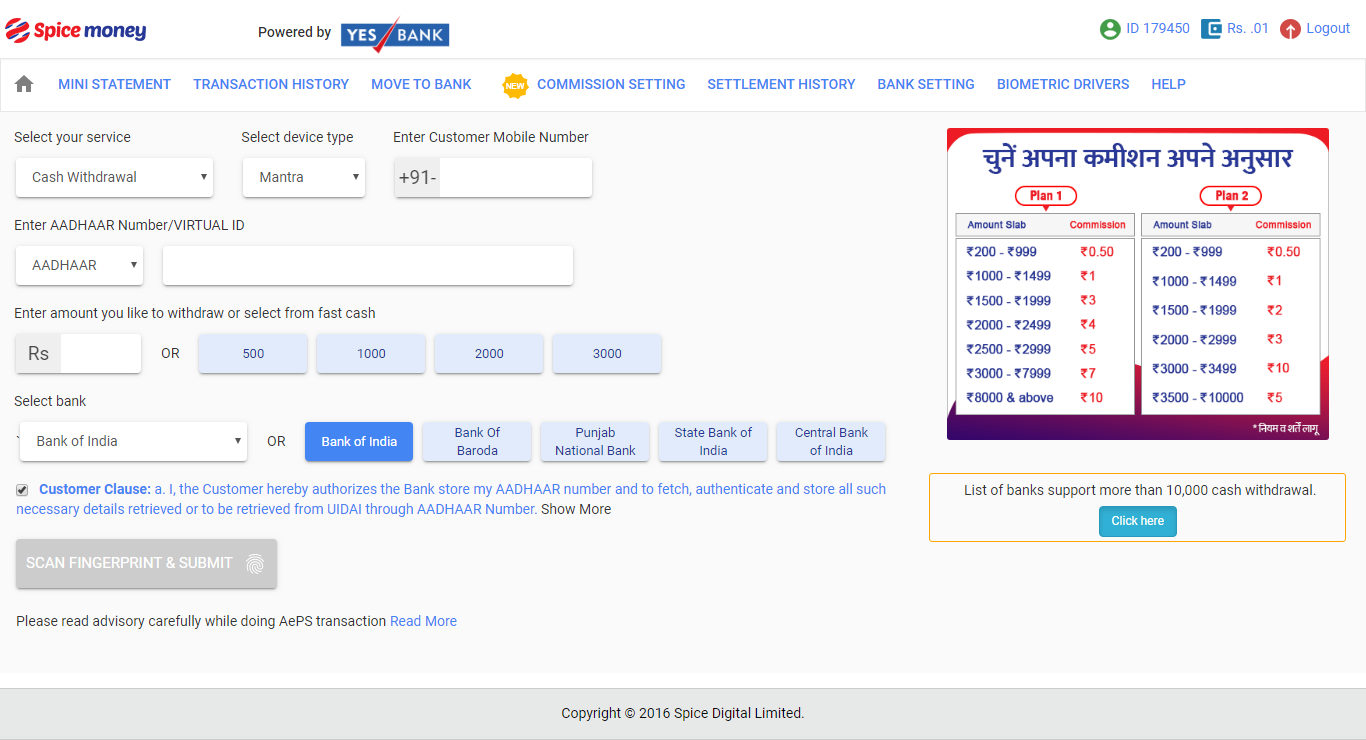 Spice money
Powered by YES BANK
ID 179450 Rs. .01 Logout
MINI STATEMENT TRANSACTION HISTORY MOVE TO BANK NEW COMMISSION SETTING SETTLEMENT HISTORY BANK SETTING BIOMETRIC DRIVERS HELP
Select your service Select device type Enter Customer Mobile Number
Cash Withdrawal Mantra +91-
Enter AADHAAR Number/VIRTUAL ID
AADHAAR
Enter amount you like to withdraw or select from fast cash
Rs OR 500 1000 2000 3000
Select bank
Bank of India OR Bank of India
Bank Of
Baroda
Punjab
National Bank
State Bank of
India
Central Bank
of India
Customer Clause: a. I, the Customer hereby authorizes the Bank store my AADHAAR number and to fetch, authenticate and store all such
necessary details retrieved or to be retrieved from UIDAI through AADHAAR Number. Show More
SCAN FINGERPRINT & SUBMIT
Please read advisory carefully while doing AePS transaction Read More
चुनें अपना कमीशन अपने अनुसार
Plan 1
Amount Slab Commission
₹200 - ₹999 ₹0.50
₹1000 - ₹1499 ₹1
₹1500 - ₹1999 ₹3
₹2000 - ₹2499 ₹4
₹2500 - ₹2999 ₹5
₹3000 - ₹7999 ₹7
₹8000 & above ₹10
Plan 2
Amount Slab Commission
₹200 - ₹999 ₹0.50
₹1000 - ₹1499 ₹1
₹1500 - ₹1999 ₹2
₹2000 - ₹2999 ₹3
₹3000 - ₹3499 ₹10
₹3500 - ₹10000 ₹5
* नियम व शर्तें लागू
List of banks support more than 10,000 cash withdrawal.
Click here
Copyright © 2016 Spice Digital Limited.